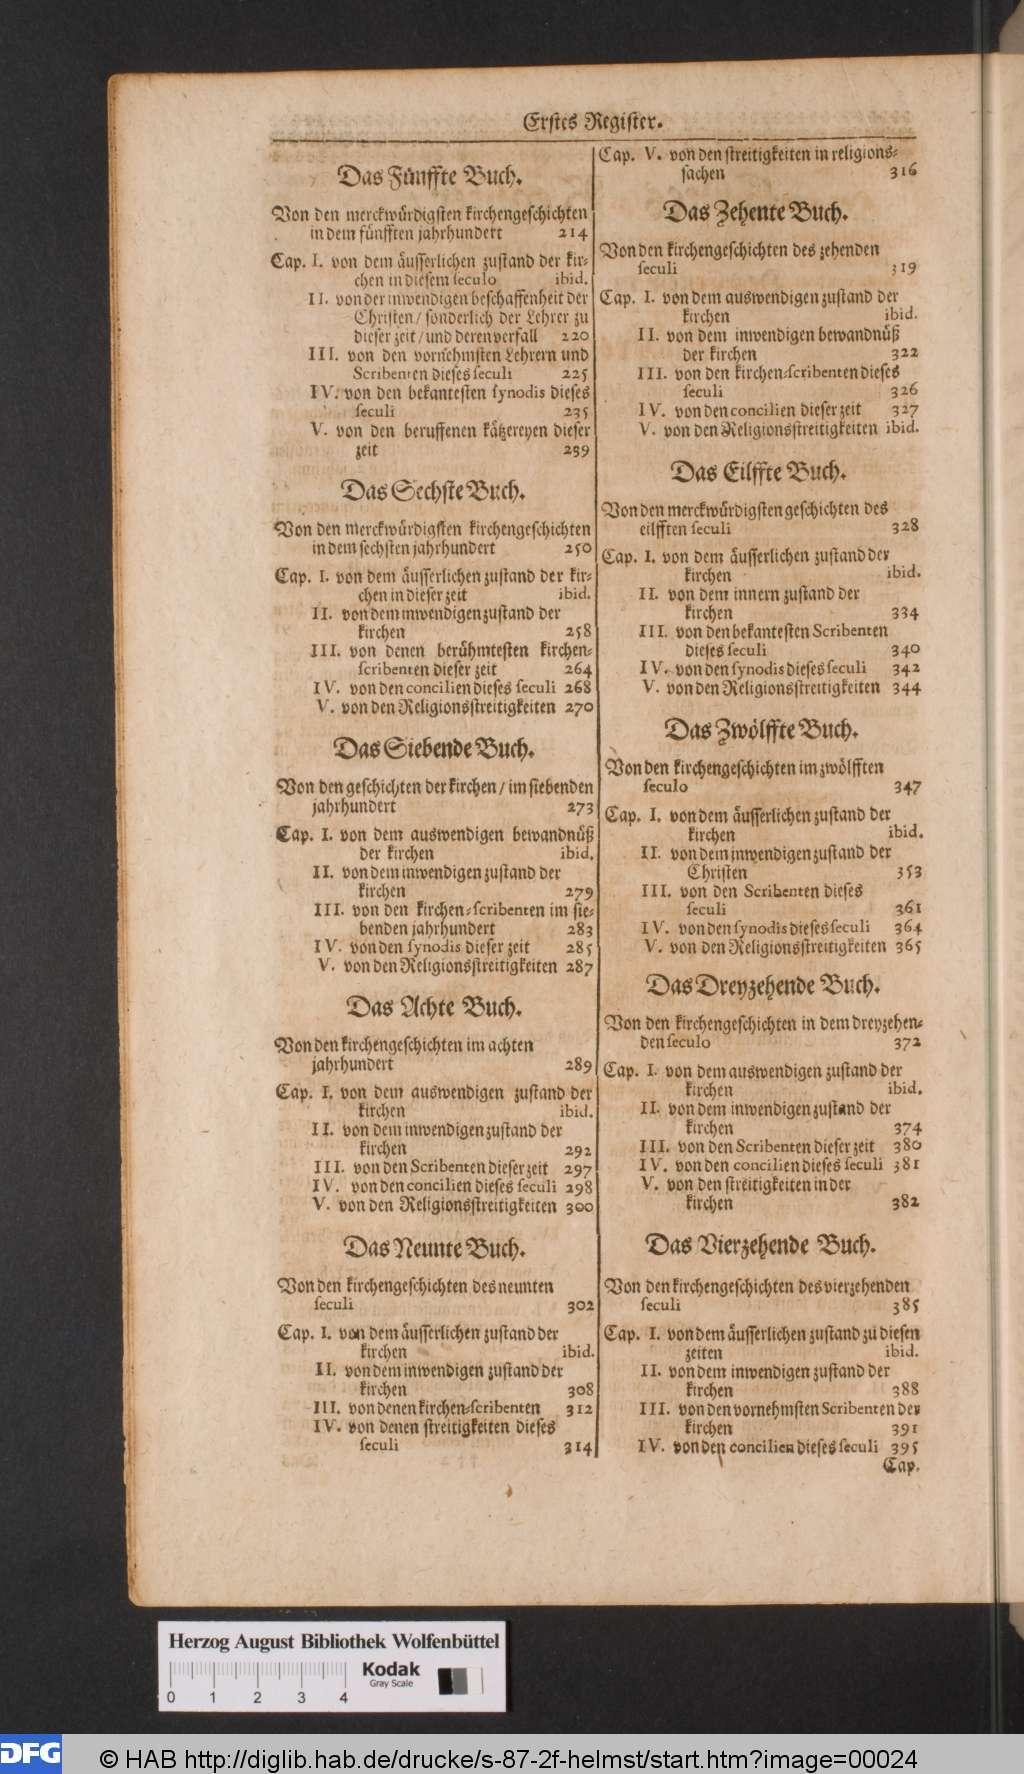 Erstes Register.
Das Fünffte Buch.
Von den merckwürdigsten kirchengeschichten
in dem fünfften jahrhundert 214
Cap. I. von dem äusserlichen zustand der kir-
chen in diesem seculo ibid.
II. von der inwendigen beschaffenheit der
Christen/ sonderlich der Lehrer zu
dieser zeit/ und deren verfall 220
III. von den vornehmsten Lehrern und
Scribenten dieses seculi 225
IV. von den bekantesten synodis dieses
seculi 235
V. von den beruffenen kätzereyen dieser
zeit 239
Das Sechste Buch.
Von den merckwürdigsten kirchengeschichten
in dem sechsten jahrhundert 250
Cap. I. von dem äusserlichen zustand der kir-
chen in dieser zeit ibid.
II. von dem inwendigen zustand der
kirchen 258
III. von denen berühmtesten kirchen-
scribenten dieser zeit 264
IV. von den concilien dieses seculi 268
V. von den Religionsstreitigkeiten 270
Das Siebende Buch.
Von den geschichten der kirchen/ im siebenden
jahrhundert 273
Cap. I. von dem auswendigen bewandnüß
der kirchen ibid.
II. von dem inwendigen zustand der
kirchen 279
III. von den kirchen-scribenten im sie-
benden jahrhundert 283
IV. von den synodis dieser zeit 285
V. von den Religionsstreitigkeiten 287
Das Achte Buch.
Von den kirchengeschichten im achten
jahrhundert 289
Cap. I. von dem auswendigen zustand der
kirchen ibid.
II. von dem inwendigen zustand der
kirchen 292
III. von den Scribenten dieser zeit 297
IV. von den concilien dieses seculi 298
V. von den Religionsstreitigkeiten 300
Das Neunte Buch.
Von den kirchengeschichten des neunten
seculi 302
Cap. I. von dem äusserlichen zustand der
kirchen ibid.
II. von dem inwendigen zustand der
kirchen 308
III. von denen kirchen-scribenten 312
IV. von denen streitigkeiten dieses
seculi 314
Cap. V. von den streitigkeiten in religions-
sachen 316
Das Zehente Buch.
Von den kirchengeschichten des zehenden
seculi 319
Cap. I. von dem auswendigen zustand der
kirchen ibid.
II. von dem inwendigen bewandnüß
der kirchen 322
III. von den kirchen-scribenten dieses
seculi 326
IV. von den concilien dieser zeit 327
V. von den Religionsstreitigkeiten ibid.
Das Eilffte Buch.
Von den merckwürdigsten geschichten des
eilfften seculi 328
Cap. I. von dem äusserlichen zustand der
kirchen ibid.
II. von dem innern zustand der
kirchen 334
III. von den bekantesten Scribenten
dieses seculi 340
IV. von den synodis dieses seculi 342
V. von den Religionsstreitigkeiten 344
Das Zwölffte Buch.
Von den kirchengeschichten im zwölfften
seculo 347
Cap. I. von dem äusserlichen zustand der
kirchen ibid.
II. von dem inwendigen zustand der
Christen 353
III. von den Scribenten dieses
seculi 361
IV. von den synodis dieses seculi 364
V. von den Religionsstreitigkeiten 365
Das Dreyzehende Buch.
Von den kirchengeschichten in dem dreyzehen-
den seculo 372
Cap. I. von dem auswendigen zustand der
kirchen ibid.
II. von dem inwendigen zustand der
kirchen 374
III. von den Scribenten dieser zeit 380
IV. von den concilien dieses seculi 381
V. von den streitigkeiten in der
kirchen 382
Das Vierzehende Buch.
Von den kirchengeschichten des vierzehenden
seculi 385
Cap. I. von dem äusserlichen zustand zu diesen
zeiten ibid.
II. von dem inwendigen zustand der
kirchen 388
III. von den vornehmsten Scribenten der
kirchen 391
IV. von den concilien dieses seculi 395
Cap.
Herzog August Bibliothek Wolfenbüttel
Kodak
Gray Scale
0 1 2 3 4
DFG
© HAB http://diglib.hab.de/drucke/s-87-2f-helmst/start.htm?image=00024